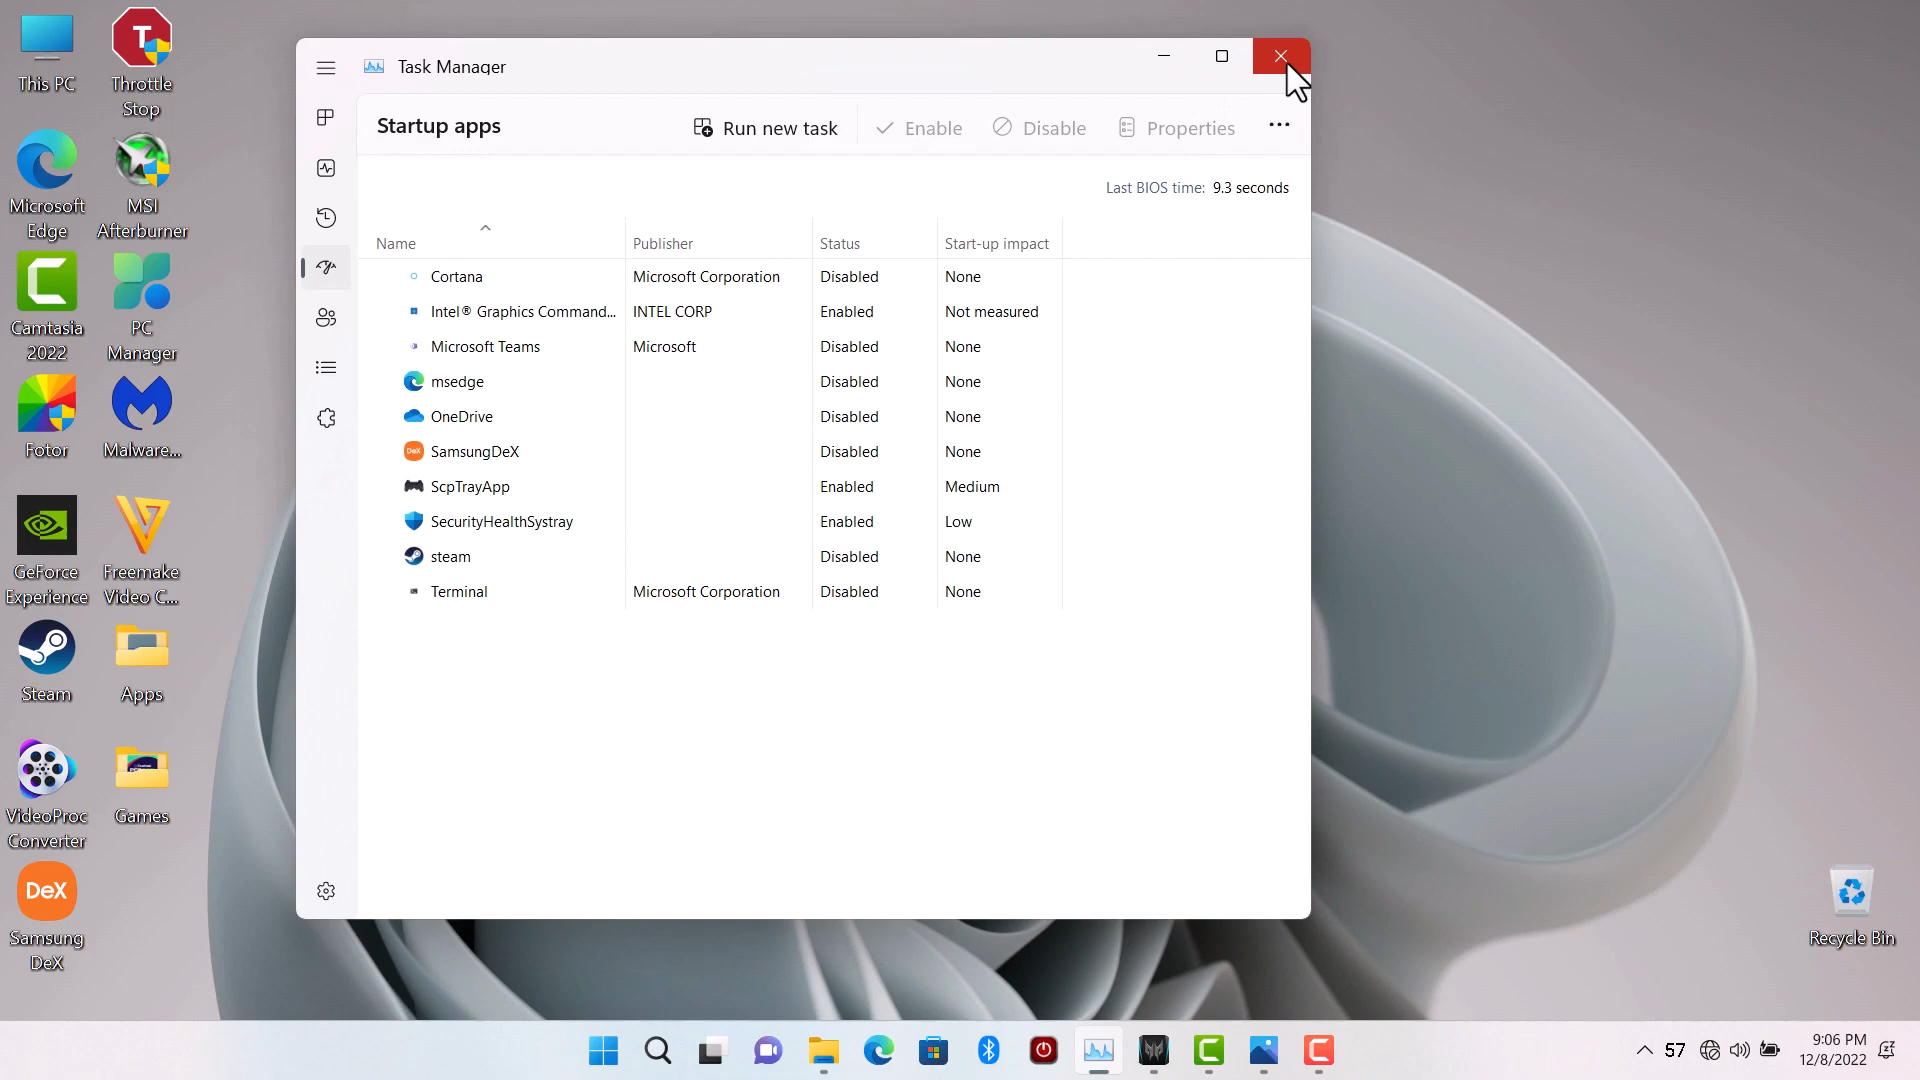 This PC
Throttle
Stop
Microsoft
Edge
MSI
Afterburner
Camtasia
2022
PC
Manager
Fotor
Malware...
GeForce
Experience
Freemake
Video C...
Steam
Apps
VideoProc
Converter
Games
DeX
Samsung
DeX
Task Manager
Startup apps
Run new task
Enable
Disable
Properties
Last BIOS time: 9.3 seconds
Name Publisher Status Start-up impact
Cortana Microsoft Corporation Disabled None
Intel® Graphics Command... INTEL CORP Enabled Not measured
Microsoft Teams Microsoft Disabled None
msedge Disabled None
OneDrive Disabled None
DeX SamsungDeX Disabled None
ScpTrayApp Enabled Medium
SecurityHealthSystray Enabled Low
steam Disabled None
Terminal Microsoft Corporation Disabled None
Recycle Bin
57
9:06 PM
12/8/2022